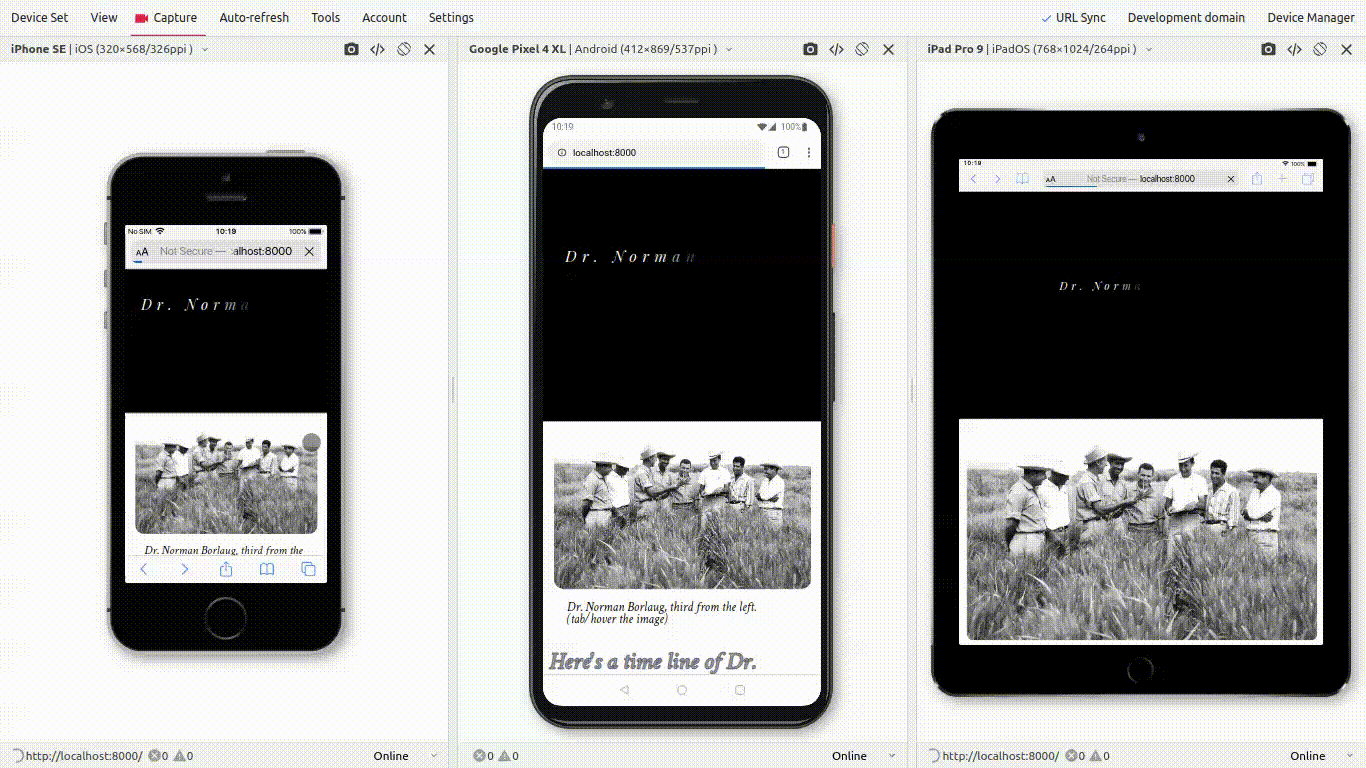 Device Set View Capture Auto-refresh Tools Account Settings URL Sync Development domain Device Manager
iPhone SE | iOS (320×568/326ppi )
No SIM 10:19 100%
AA Not Secure — alhost:8000
Dr. Norma
Dr. Norman Borlaug, third from the
http://localhost:8000/ 0 0 Online
Google Pixel 4 XL | Android (412×869/537ppi )
10:19 100%
localhost:8000 1
Dr. Norman
Dr. Norman Borlaug, third from the left.
(tab/hover the image)
Here's a time line of Dr.
0 0 Online
iPad Pro 9 | iPadOS (768×1024/264ppi )
10:19 100%
AA Not Secure — localhost:8000
Dr. Norma
http://localhost:8000/ 0 0 Online